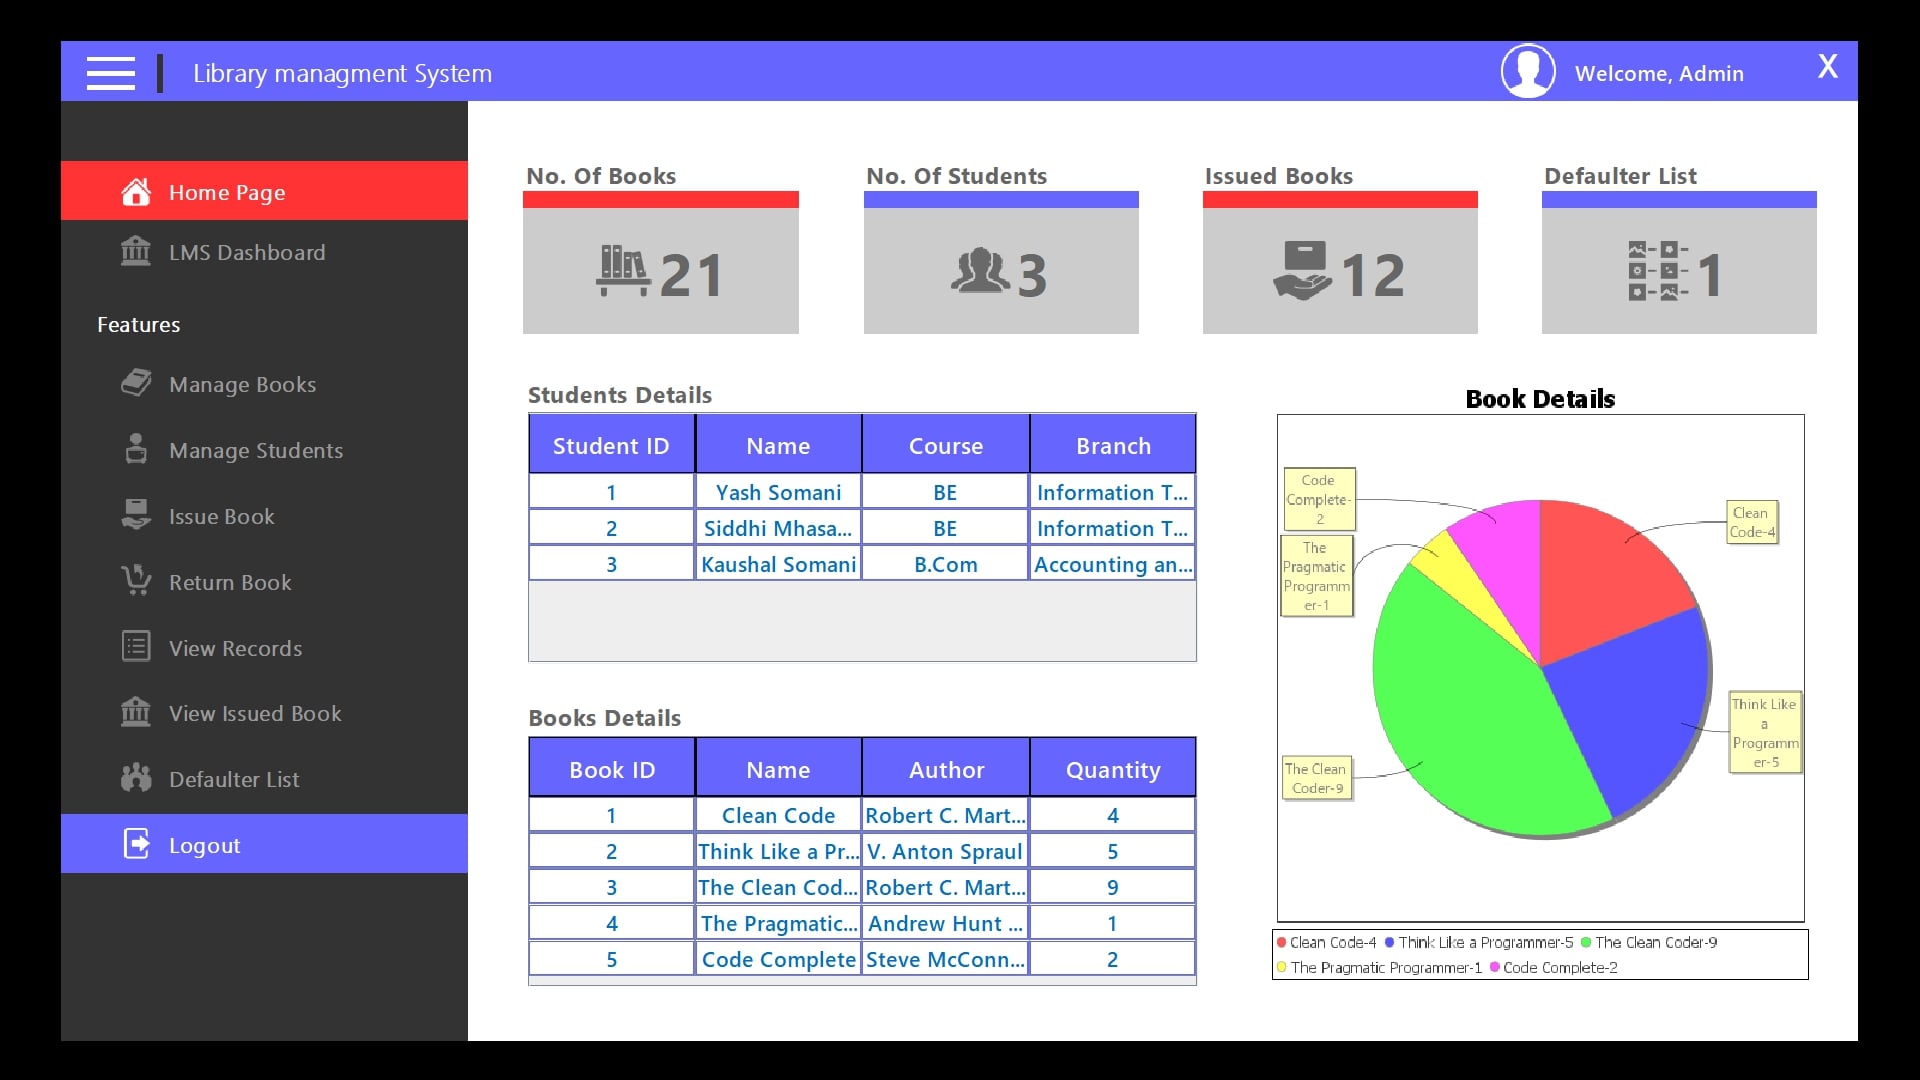 Library managment System
Welcome, Admin
X
Home Page
LMS Dashboard
Features
Manage Books
Manage Students
Issue Book
Return Book
View Records
View Issued Book
Defaulter List
Logout
No. Of Books
No. Of Students
Issued Books
Defaulter List
21
3
12
1
Students Details
Student ID Name Course Branch
1 Yash Somani BE Information T...
2 Siddhi Mhasa... BE Information T...
3 Kaushal Somani B.Com Accounting an...
Books Details
Book ID Name Author Quantity
1 Clean Code Robert C. Mart... 4
2 Think Like a Pr... V. Anton Spraul 5
3 The Clean Cod... Robert C. Mart... 9
4 The Pragmatic... Andrew Hunt ... 1
5 Code Complete Steve McConn... 2
Book Details
Code
Complete-
2
The
Pragmatic
Programm
er-1
Clean
Code-4
Think Like
a
Programm
er-5
The Clean
Coder-9
Clean Code-4 Think Like a Programmer-5 The Clean Coder-9
The Pragmatic Programmer-1 Code Complete-2